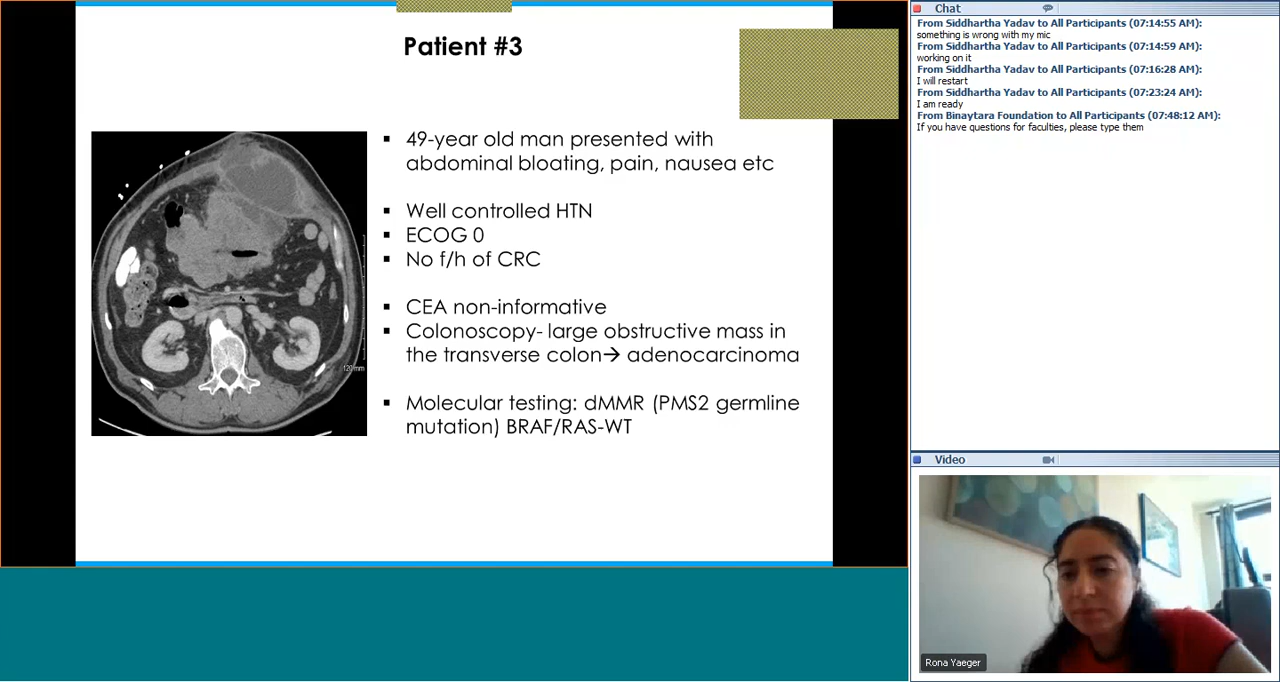 Patient #3
49-year old man presented with
abdominal bloating, pain, nausea etc
Well controlled HTN
ECOG 0
No f/h of CRC
CEA non-informative
Colonoscopy- large obstructive mass in
the transverse colon→ adenocarcinoma
Molecular testing: dMMR (PMS2 germline
mutation) BRAF/RAS-WT
120mm
Chat
From Siddhartha Yadav to All Participants (07:14:55 AM):
something is wrong with my mic
From Siddhartha Yadav to All Participants (07:14:59 AM):
working on it
From Siddhartha Yadav to All Participants (07:16:28 AM):
I will restart
From Siddhartha Yadav to All Participants (07:23:24 AM):
I am ready
From Binaytara Foundation to All Participants (07:48:12 AM):
If you have questions for faculties, please type them
Video
Rona Yaeger